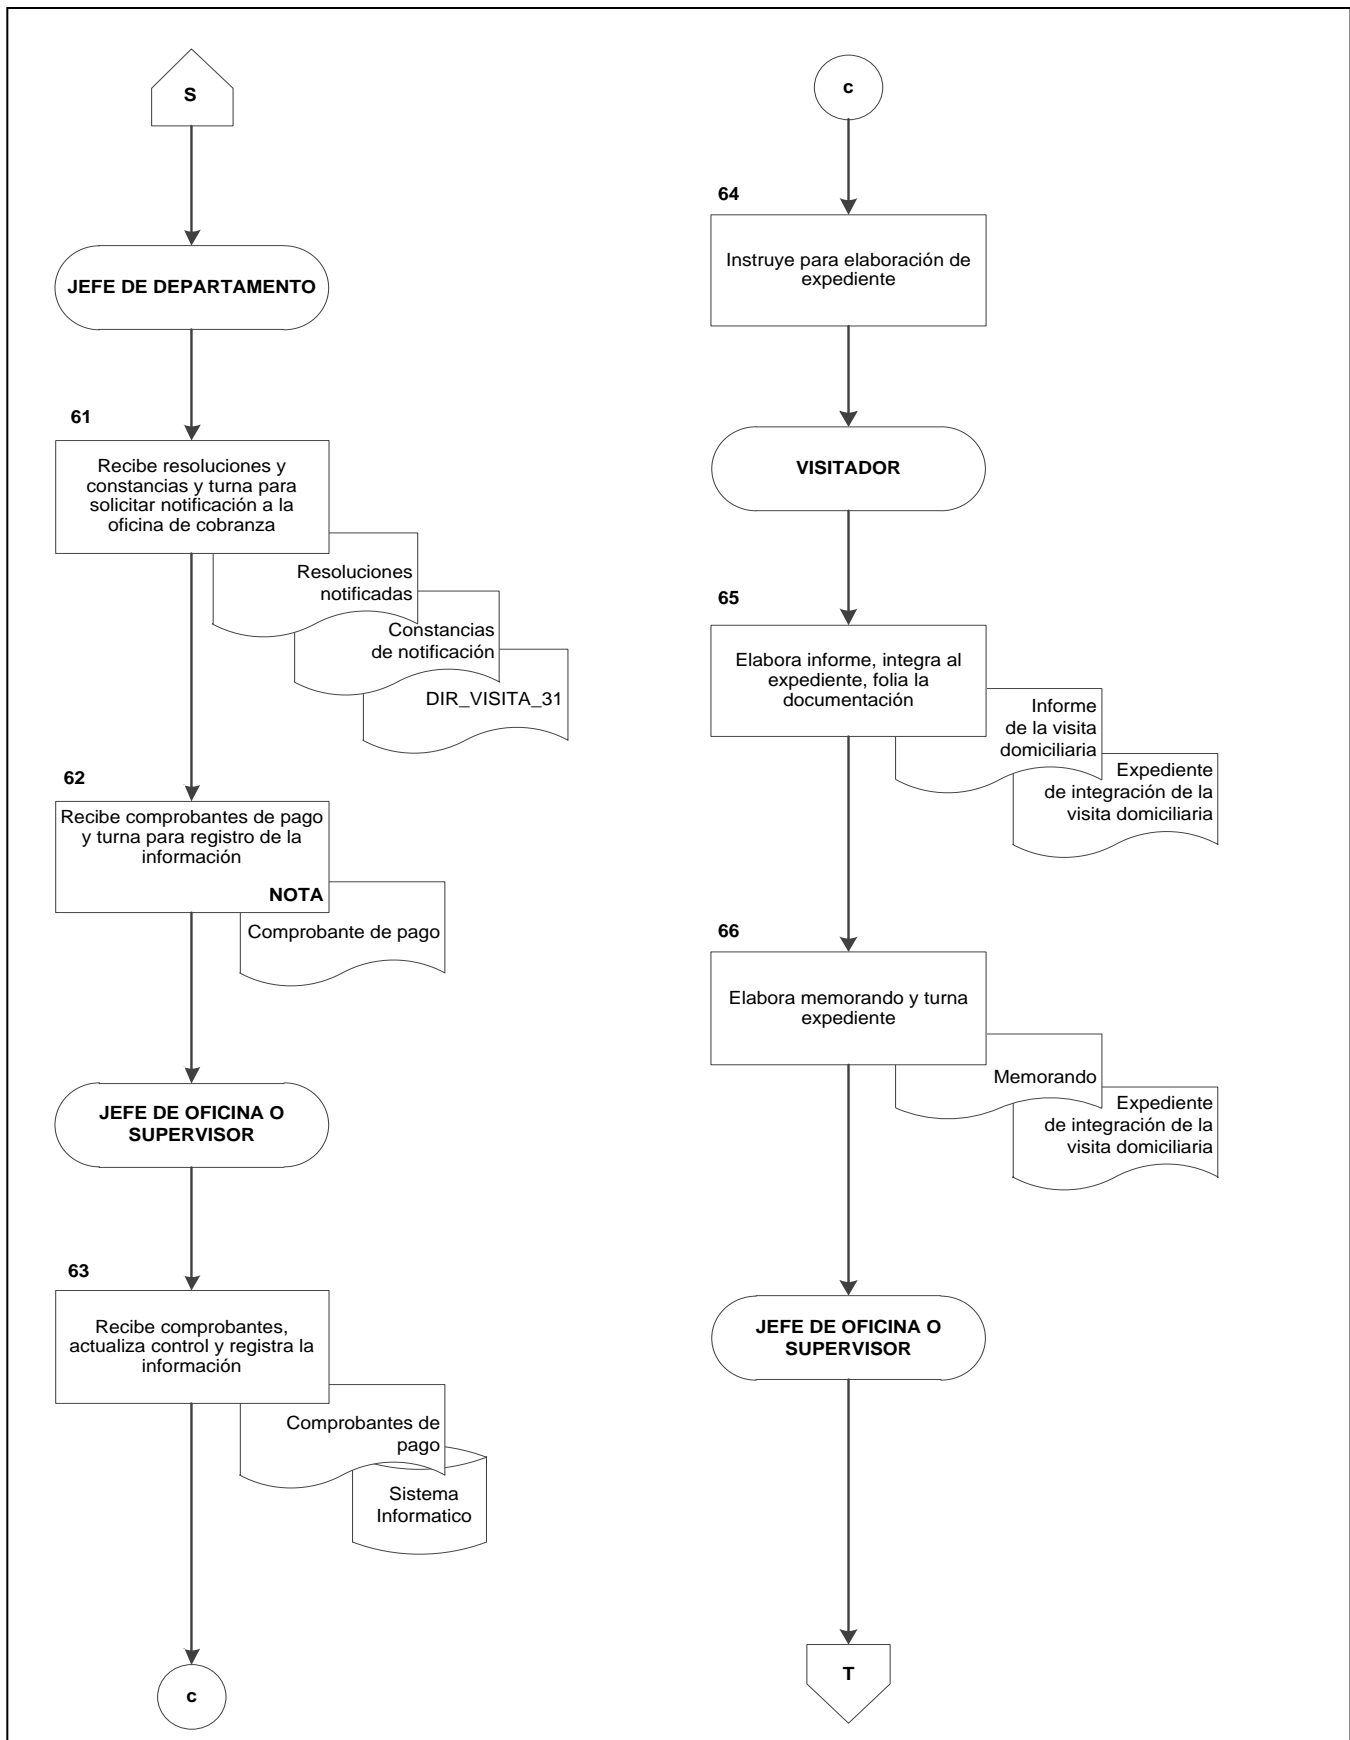 S
JEFE DE DEPARTAMENTO
61
Recibe resoluciones y
constancias y turna para
solicitar notificación a la
oficina de cobranza
Resoluciones
notificadas
Constancias
de notificación
DIR_VISITA_31
62
Recibe comprobantes de pago
y turna para registro de la
información
NOTA
Comprobante de pago
JEFE DE OFICINA O
SUPERVISOR
63
Recibe comprobantes,
actualiza control y registra la
información
Comprobantes de
pago
Sistema
Informatico
c
c
64
Instruye para elaboración de
expediente
VISITADOR
65
Elabora informe, integra al
expediente, folia la
documentación
Informe
de la visita
domiciliaria
Expediente
de integración de la
visita domiciliaria
66
Elabora memorando y turna
expediente
Memorando
Expediente
de integración de la
visita domiciliaria
JEFE DE OFICINA O
SUPERVISOR
T